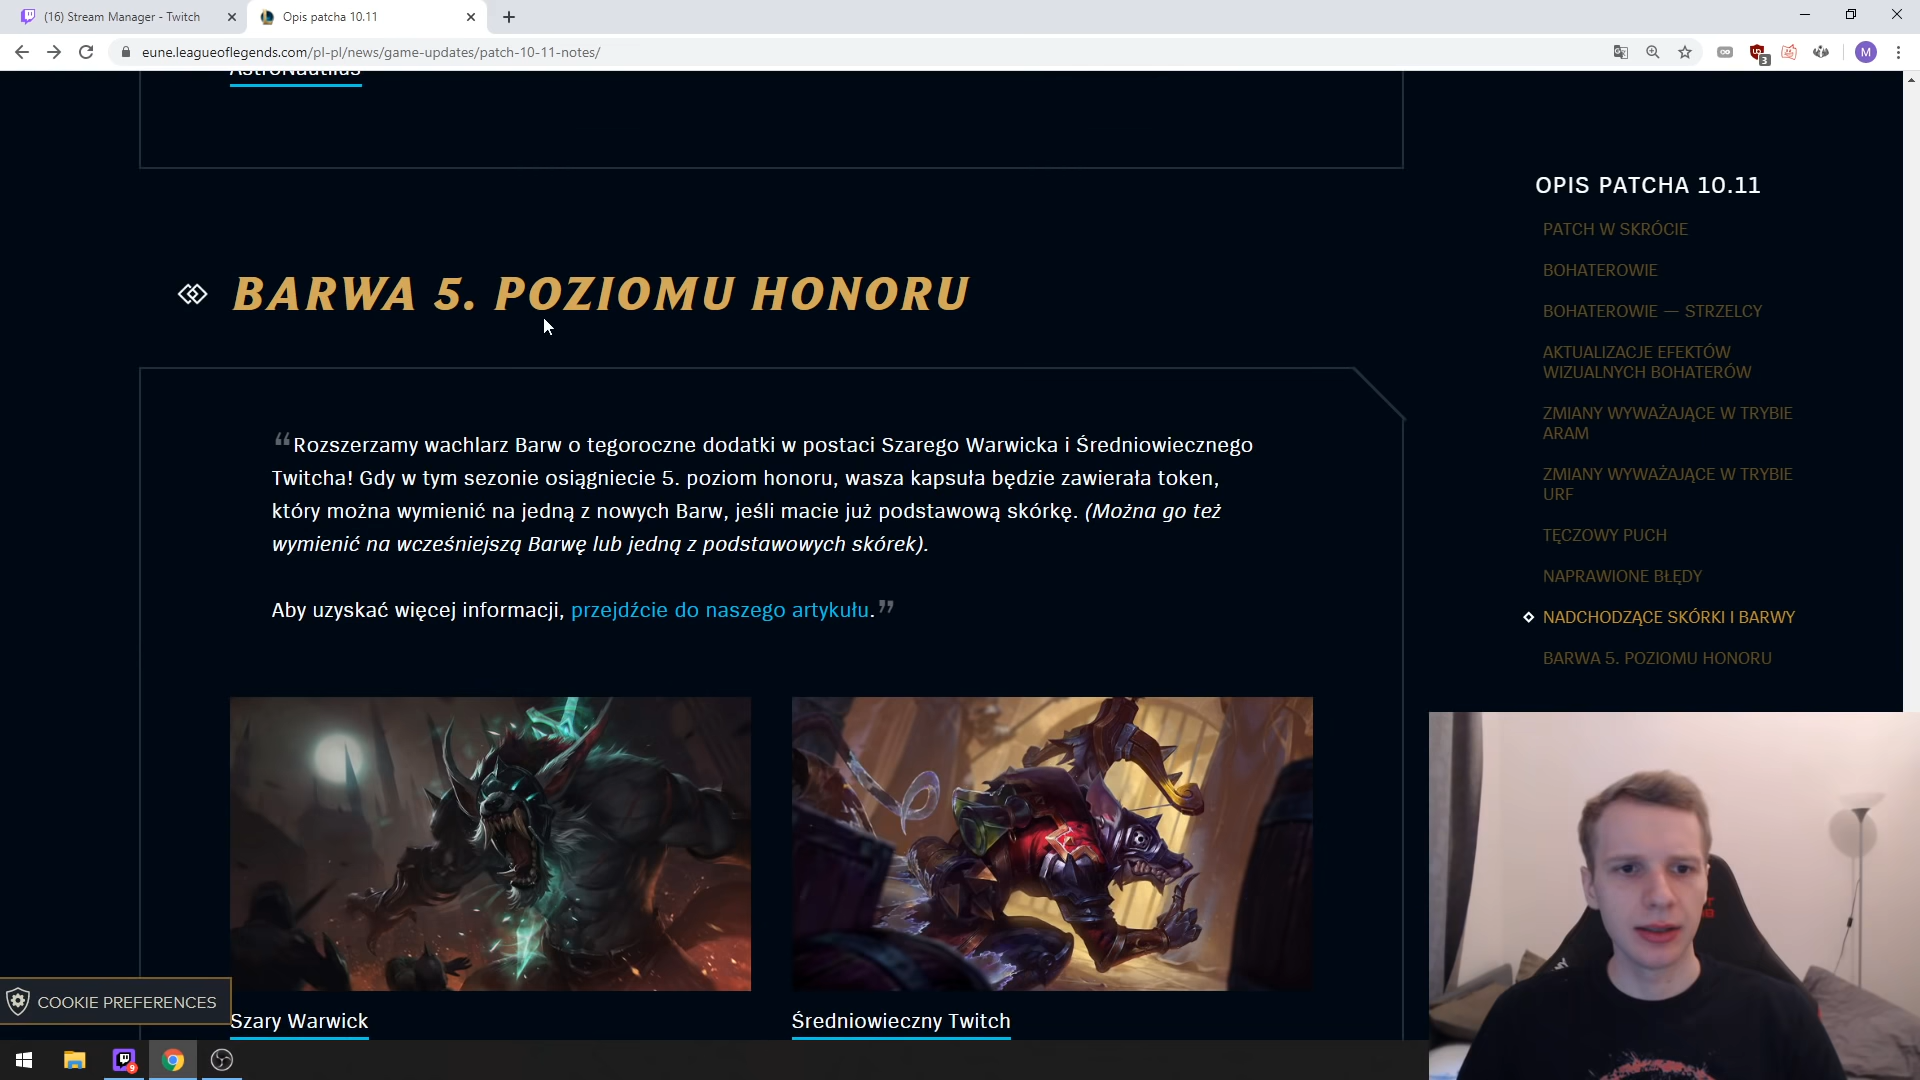 (16) Stream Manager - Twitch
Opis patcha 10.11
eune.leagueoflegends.com/pl-pl/news/game-updates/patch-10-11-notes/
3
M
AstroNautilus
BARWA 5. POZIOMU HONORU
“Rozszerzamy wachlarz Barw o tegoroczne dodatki w postaci Szarego Warwicka i Średniowiecznego
Twitcha! Gdy w tym sezonie osiągniecie 5. poziom honoru, wasza kapsuła będzie zawierała token,
który można wymienić na jedną z nowych Barw, jeśli macie już podstawową skórkę. (Można go też
wymienić na wcześniejszą Barwę lub jedną z podstawowych skórek).
Aby uzyskać więcej informacji, przejdźcie do naszego artykułu.”
Szary Warwick
Średniowieczny Twitch
OPIS PATCHA 10.11
PATCH W SKRÓCIE
BOHATEROWIE
BOHATEROWIE — STRZELCY
AKTUALIZACJE EFEKTÓW
WIZUALNYCH BOHATERÓW
ZMIANY WYWAŻAJĄCE W TRYBIE
ARAM
ZMIANY WYWAŻAJĄCE W TRYBIE
URF
TĘCZOWY PUCH
NAPRAWIONE BŁĘDY
NADCHODZĄCE SKÓRKI I BARWY
BARWA 5. POZIOMU HONORU
COOKIE PREFERENCES
9